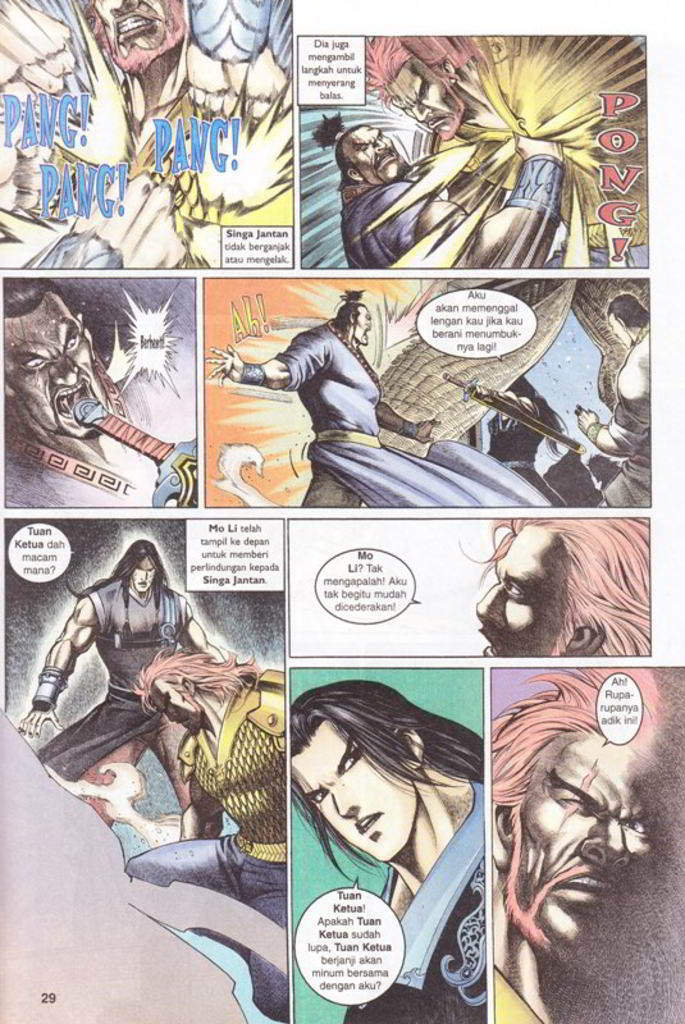 PANG!
PANG!
PANG!
Singa Jantan
tidak berganjak
atau mengelak.
Dia juga
mengambil
langkah untuk
menyerang
balas.
PONG!
Berhenti!
Ah!
Aku
akan memenggal
lengan kau jika kau
berani menumbuk-
nya lagi!
Tuan
Ketua dah
macam
mana?
Mo Li telah
tampil ke depan
untuk memberi
perlindungan kepada
Singa Jantan.
Mo
Li? Tak
mengapalah! Aku
tak begitu mudah
dicederakan!
Tuan
Ketua!
Apakah Tuan
Ketua sudah
lupa, Tuan Ketua
berjanji akan
minum bersama
dengan aku?
Ah!
Rupa-
rupanya
adik ini!
29